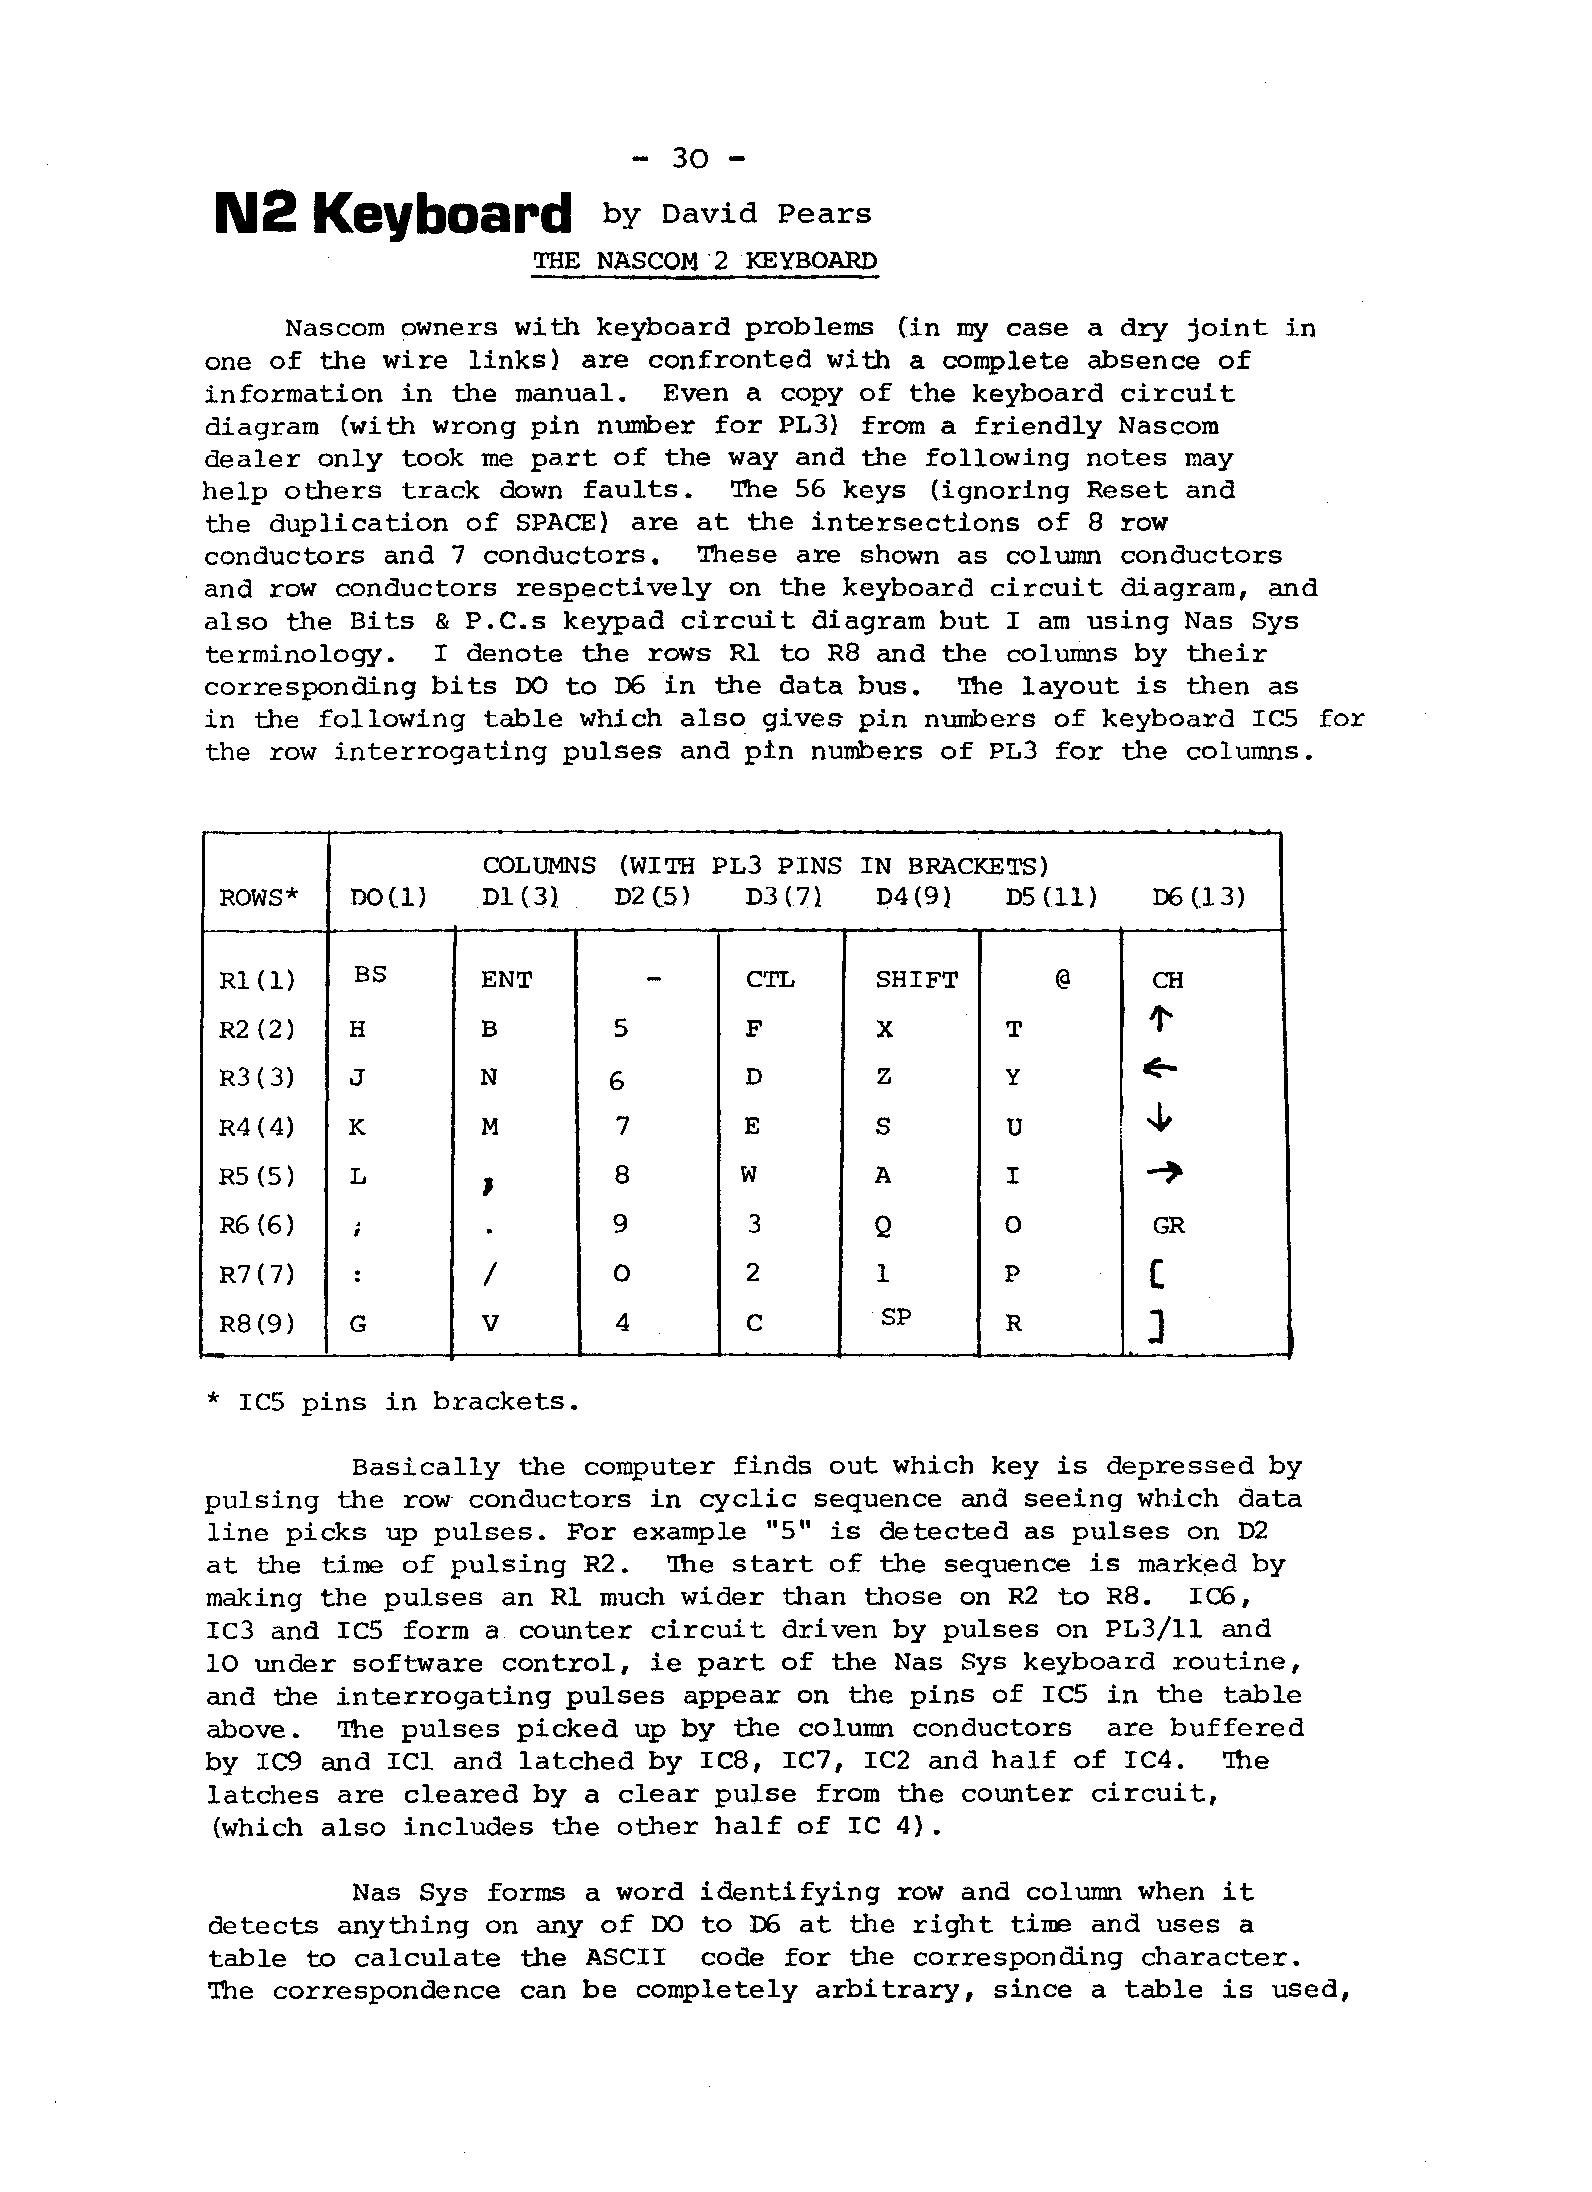 - 30 -
N2 Keyboard by David Pears
THE NASCOM 2 KEYBOARD
Nascom owners with keyboard problems (in my case a dry joint in
one of the wire links) are confronted with a complete absence of
information in the manual. Even a copy of the keyboard circuit
diagram (with wrong pin number for PL3) from a friendly Nascom
dealer only took me part of the way and the following notes may
help others track down faults. The 56 keys (ignoring Reset and
the duplication of SPACE) are at the intersections of 8 row
conductors and 7 conductors. These are shown as column conductors
and row conductors respectively on the keyboard circuit diagram, and
also the Bits & P.C.s keypad circuit diagram but I am using Nas Sys
terminology. I denote the rows R1 to R8 and the columns by their
corresponding bits D0 to D6 in the data bus. The layout is then as
in the following table which also gives pin numbers of keyboard IC5 for
the row interrogating pulses and pin numbers of PL3 for the columns.
COLUMNS (WITH PL3 PINS IN BRACKETS)
ROWS* D0(1) D1(3) D2(5) D3(7) D4(9) D5(11) D6(13)
R1(1) BS ENT - CTL SHIFT @ CH
R2(2) H B 5 F X T ↑
R3(3) J N 6 D Z Y ←
R4(4) K M 7 E S U ↓
R5(5) L , 8 W A I →
R6(6) ; . 9 3 Q O GR
R7(7) : / 0 2 1 P [
R8(9) G V 4 C SP R ]
* IC5 pins in brackets.
Basically the computer finds out which key is depressed by
pulsing the row conductors in cyclic sequence and seeing which data
line picks up pulses. For example "5" is detected as pulses on D2
at the time of pulsing R2. The start of the sequence is marked by
making the pulses an R1 much wider than those on R2 to R8. IC6,
IC3 and IC5 form a counter circuit driven by pulses on PL3/11 and
10 under software control, ie part of the Nas Sys keyboard routine,
and the interrogating pulses appear on the pins of IC5 in the table
above. The pulses picked up by the column conductors are buffered
by IC9 and IC1 and latched by IC8, IC7, IC2 and half of IC4. The
latches are cleared by a clear pulse from the counter circuit,
(which also includes the other half of IC 4).
Nas Sys forms a word identifying row and column when it
detects anything on any of D0 to D6 at the right time and uses a
table to calculate the ASCII code for the corresponding character.
The correspondence can be completely arbitrary, since a table is used,